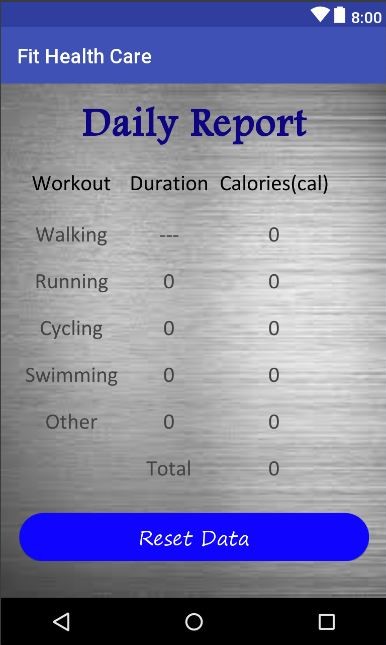 8:00
Fit Health Care
Daily Report
Workout Duration Calories(cal)
Walking --- 0
Running 0 0
Cycling 0 0
Swimming 0 0
Other 0 0
Total 0
Reset Data